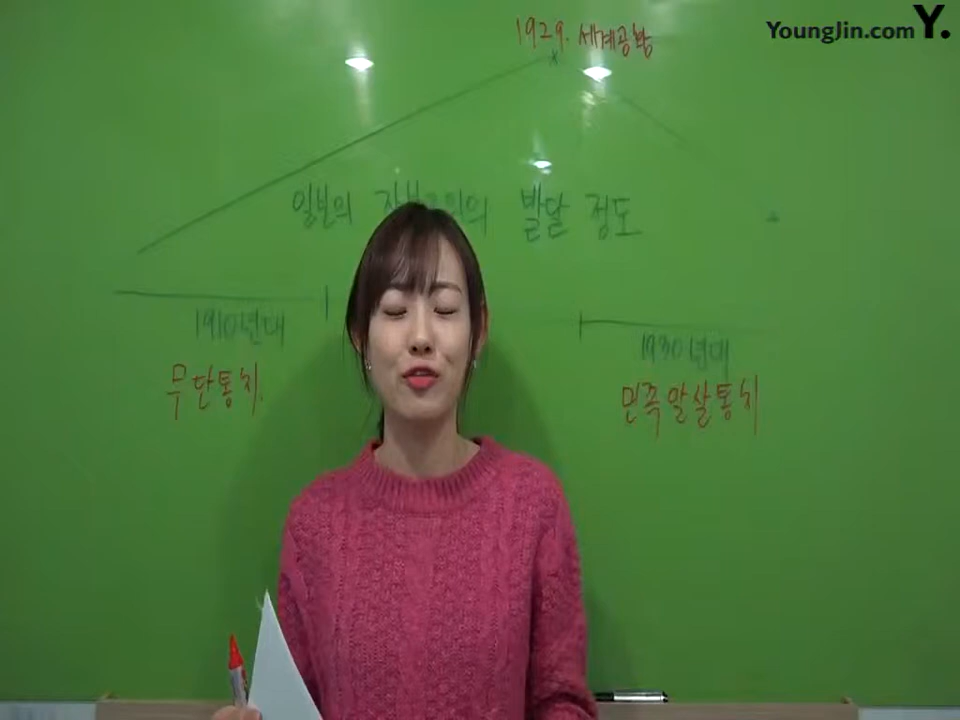 YoungJin.com Y.
1929. 세계공황
일본의 자본주의의 발달 정도
1910년대
1930년대
무단통치.
민족말살통치